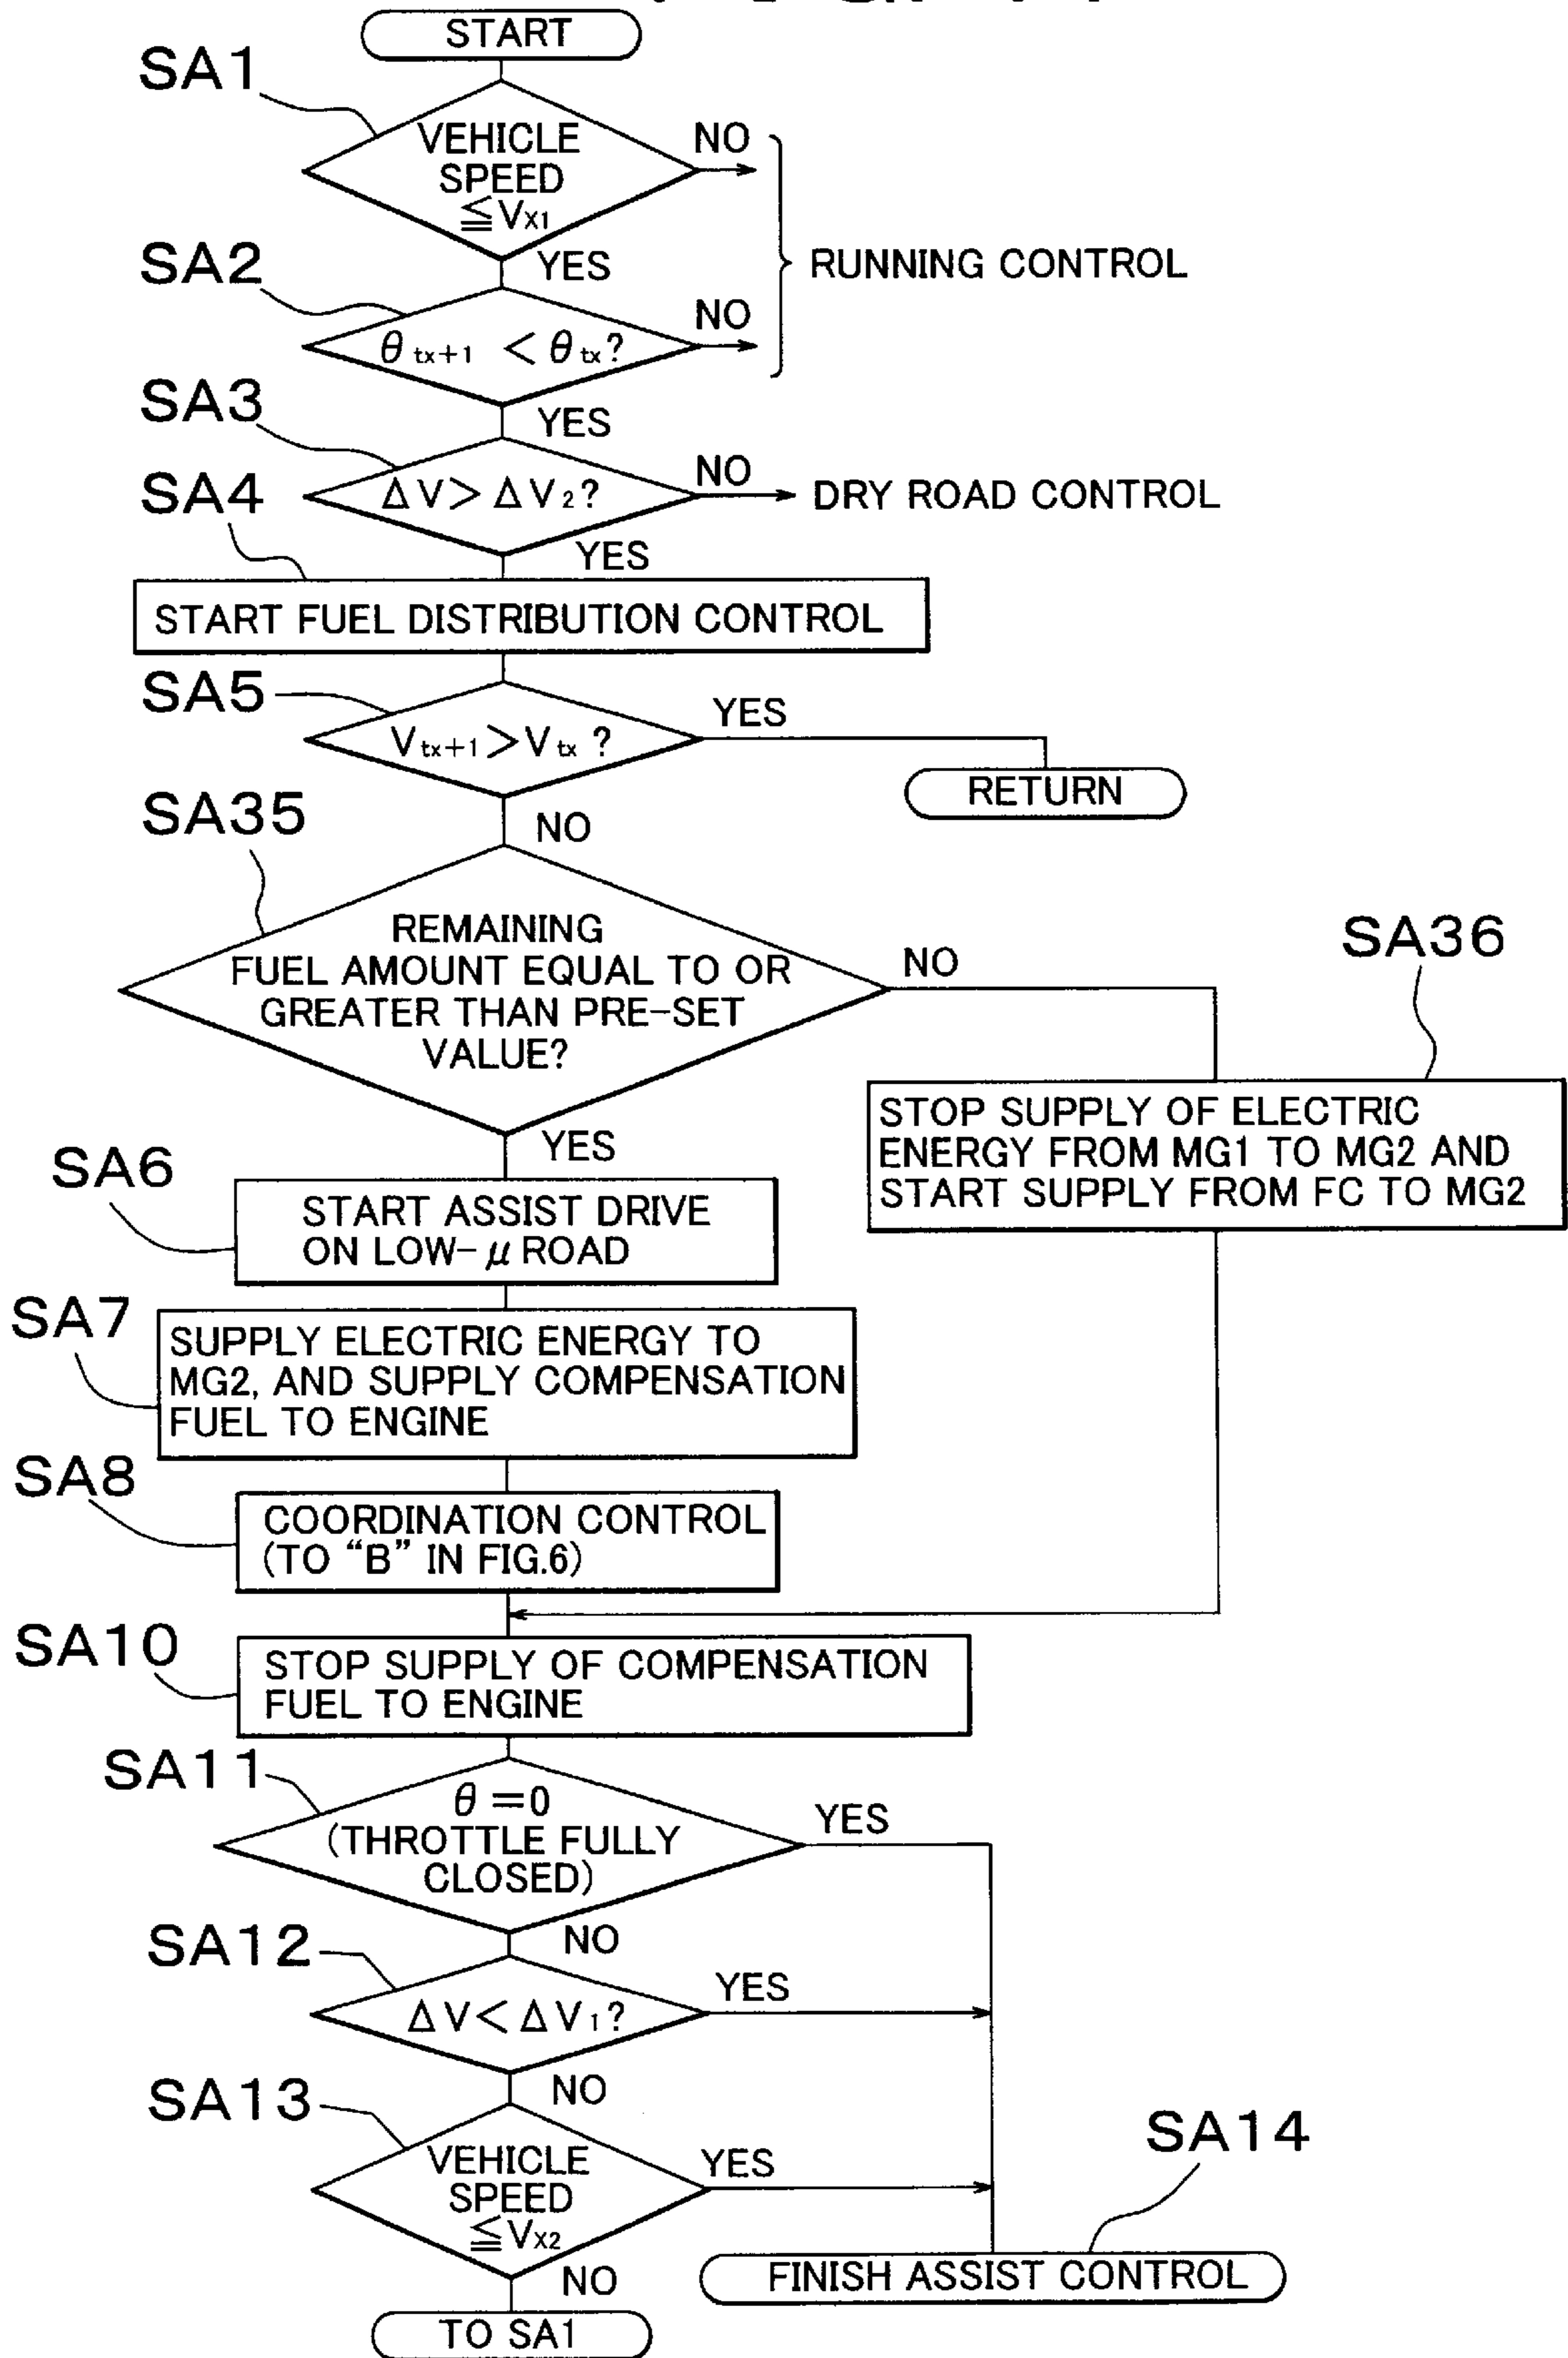 START
SA1
VEHICLE
SPEED
≦VX1
NO
YES
RUNNING CONTROL
SA2
θtx+1 < θtx?
NO
YES
SA3
ΔV> ΔV2?
NO
DRY ROAD CONTROL
YES
SA4
START FUEL DISTRIBUTION CONTROL
SA5
Vtx+1>Vtx ?
YES
RETURN
NO
SA35
REMAINING
FUEL AMOUNT EQUAL TO OR
GREATER THAN PRE-SET
VALUE?
NO
YES
SA36
STOP SUPPLY OF ELECTRIC
ENERGY FROM MG1 TO MG2 AND
START SUPPLY FROM FC TO MG2
SA6
START ASSIST DRIVE
ON LOW-μ ROAD
SA7
SUPPLY ELECTRIC ENERGY TO
MG2, AND SUPPLY COMPENSATION
FUEL TO ENGINE
SA8
COORDINATION CONTROL
(TO “B” IN FIG.6)
SA10
STOP SUPPLY OF COMPENSATION
FUEL TO ENGINE
SA11
θ=0
(THROTTLE FULLY
CLOSED)
YES
NO
SA12
ΔV< ΔV1?
YES
NO
SA13
VEHICLE
SPEED
≦VX2
YES
NO
SA14
FINISH ASSIST CONTROL
TO SA1